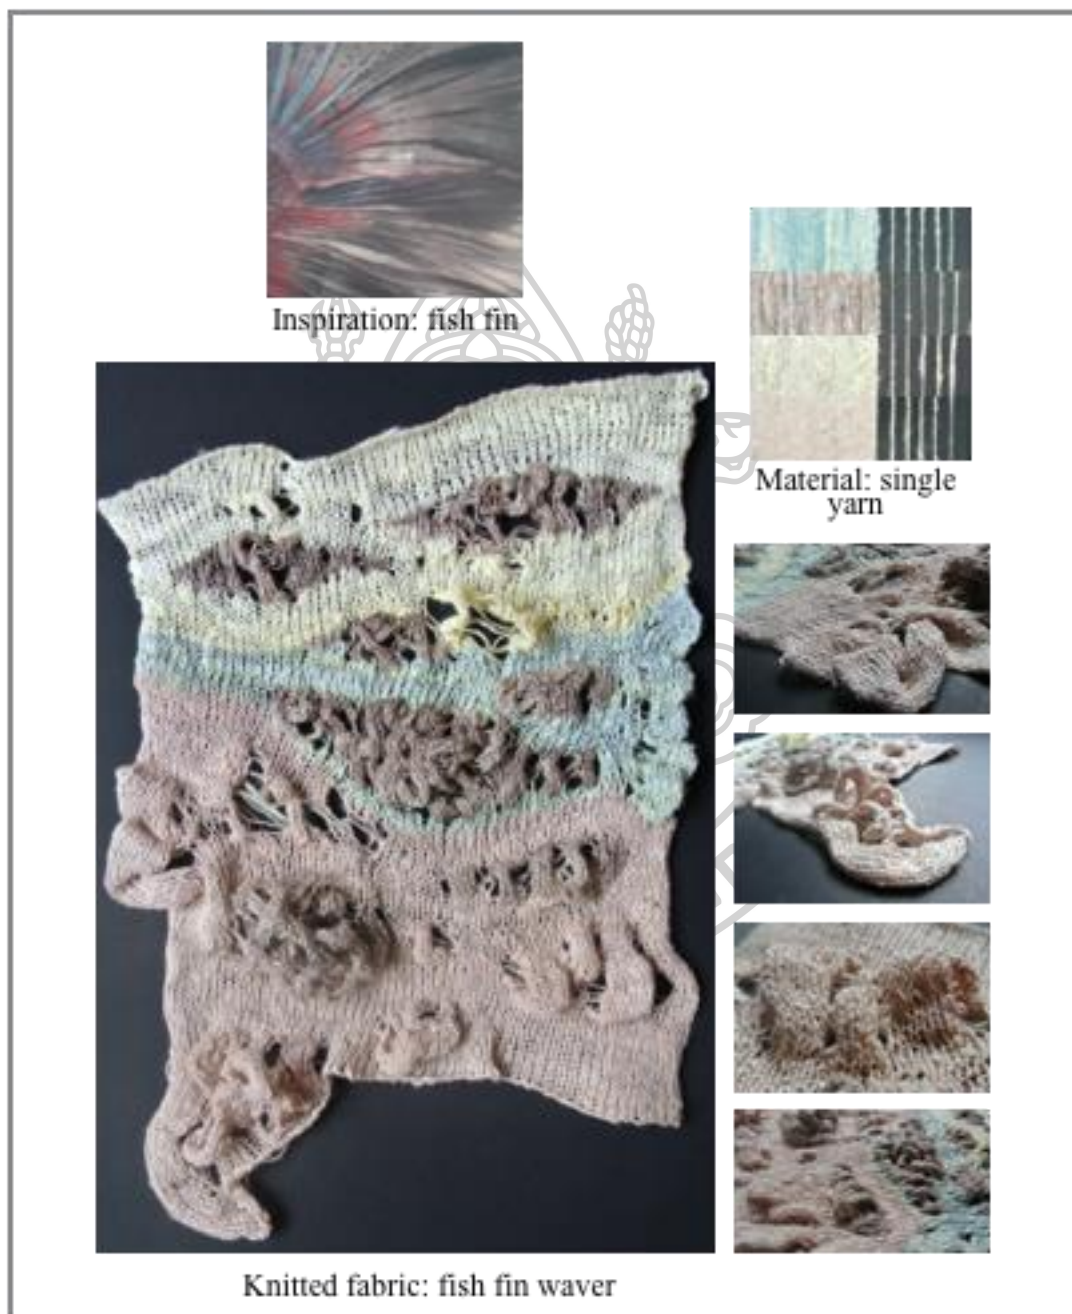 Inspiration: fish fin
Material: single
yarn
Knitted fabric: fish fin waver